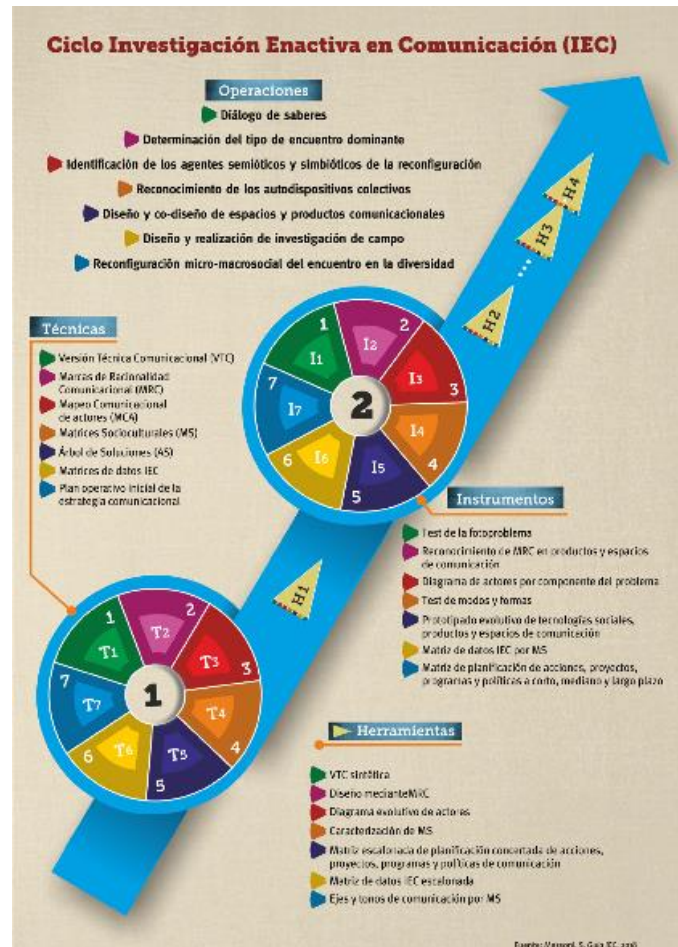 Ciclo Investigación Enactiva en Comunicación (IEC)
Operaciones
Diálogo de saberes
Determinación del tipo de encuentro dominante
Identificación de los agentes semióticos y simbióticos de la reconfiguración
Reconocimiento de los autodispositivos colectivos
Diseño y co-diseño de espacios y productos comunicacionales
Diseño y realización de investigación de campo
Reconfiguración micro-macrosocial del encuentro en la diversidad
H4
H3
...
H2
Técnicas
Versión Técnica Comunicacional (VTC)
Marcas de Racionalidad
Comunicacional (MRC)
Mapeo Comunicacional
de actores (MCA)
Matrices Socioculturales (MS)
Árbol de Soluciones (AS)
Matrices de datos IEC
Plan operativo inicial de la
estrategia comunicacional
1
2
3
4
5
6
7
I1
I2
I3
I4
I5
I6
I7
2
Instrumentos
Test de la fotoproblema
Reconocimiento de MRC en productos y espacios
de comunicación
Diagrama de actores por componente del problema
Test de modos y formas
Prototipado evolutivo de tecnologías sociales,
productos y espacios de comunicación
Matriz de datos IEC por MS
Matriz de planificación de acciones, proyectos,
programas y políticas a corto, mediano y largo plazo
H1
1
2
3
4
5
6
7
T1
T2
T3
T4
T5
T6
T7
1
Herramientas
VTC sintética
Diseño medianteMRC
Diagrama evolutivo de actores
Caracterización de MS
Matriz escalonada de planificación concertada de acciones,
proyectos, programas y políticas de comunicación
Matriz de datos IEC escalonada
Ejes y tonos de comunicación por MS
Fuente: Massoni, S. Guía IEC,